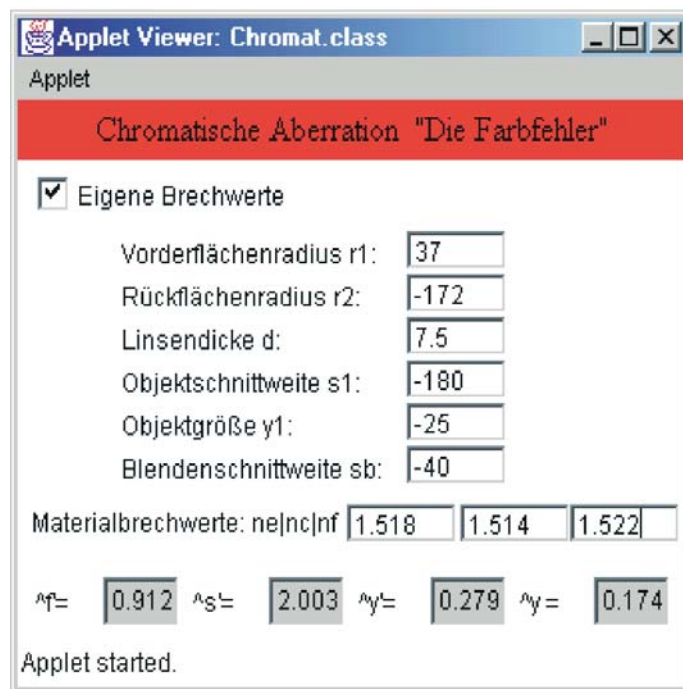 Applet Viewer: Chromat.class
Applet
Chromatische Aberration "Die Farbfehler"
Eigene Brechwerte
Vorderflächenradius r1: 37
Rückflächenradius r2: -172
Linsendicke d: 7.5
Objektschnittweite s1: -180
Objektgröße y1: -25
Blendenschnittweite sb: -40
Materialbrechwerte: ne|nc|nf 1.518 1.514 1.522
^f'= 0.912 ^s'= 2.003 ^y'= 0.279 ^y = 0.174
Applet started.